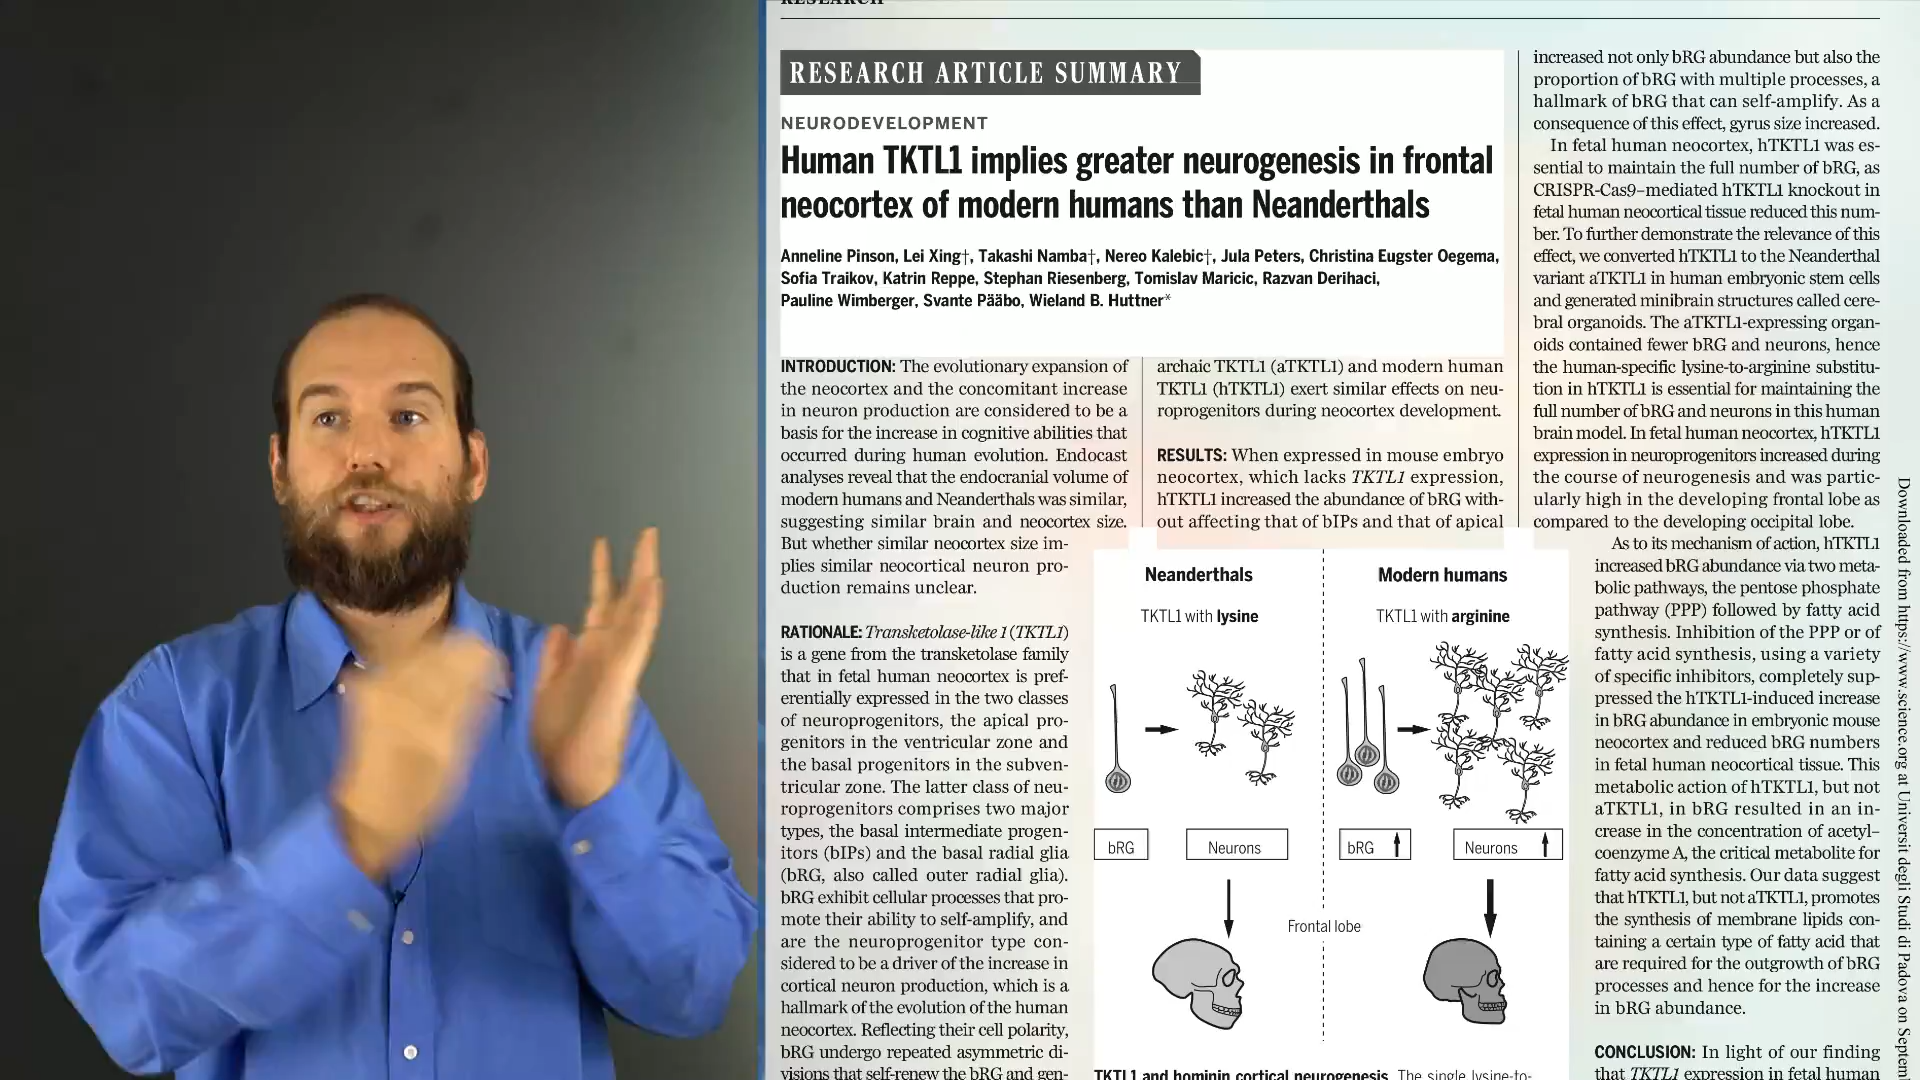 RESEARCH
RESEARCH ARTICLE SUMMARY
NEURODEVELOPMENT
Human TKTL1 implies greater neurogenesis in frontal
neocortex of modern humans than Neanderthals
Anneline Pinson, Lei Xing†, Takashi Namba†, Nereo Kalebic†, Jula Peters, Christina Eugster Oegema,
Sofia Traikov, Katrin Reppe, Stephan Riesenberg, Tomislav Maricic, Razvan Derihaci,
Pauline Wimberger, Svante Pääbo, Wieland B. Huttner*
INTRODUCTION: The evolutionary expansion of
the neocortex and the concomitant increase
in neuron production are considered to be a
basis for the increase in cognitive abilities that
occurred during human evolution. Endocast
analyses reveal that the endocranial volume of
modern humans and Neanderthals was similar,
suggesting similar brain and neocortex size.
But whether similar neocortex size im-
plies similar neocortical neuron pro-
duction remains unclear.
RATIONALE: Transketolase-like 1 (TKTL1)
is a gene from the transketolase family
that in fetal human neocortex is pref-
erentially expressed in the two classes
of neuroprogenitors, the apical pro-
genitors in the ventricular zone and
the basal progenitors in the subven-
tricular zone. The latter class of neu-
roprogenitors comprises two major
types, the basal intermediate progen-
itors (bIPs) and the basal radial glia
(bRG, also called outer radial glia).
bRG exhibit cellular processes that pro-
mote their ability to self-amplify, and
are the neuroprogenitor type con-
sidered to be a driver of the increase in
cortical neuron production, which is a
hallmark of the evolution of the human
neocortex. Reflecting their cell polarity,
bRG undergo repeated asymmetric di-
visions that self-renew the bRG and gen-
archaic TKTL1 (aTKTL1) and modern human
TKTL1 (hTKTL1) exert similar effects on neu-
roprogenitors during neocortex development.
RESULTS: When expressed in mouse embryo
neocortex, which lacks TKTL1 expression,
hTKTL1 increased the abundance of bRG with-
out affecting that of bIPs and that of apical
Neanderthals
TKTL1 with lysine
bRG
Neurons
Modern humans
TKTL1 with arginine
bRG
Neurons
Frontal lobe
TKTL1 and hominin cortical neurogenesis. The single lysine-to-
increased not only bRG abundance but also the
proportion of bRG with multiple processes, a
hallmark of bRG that can self-amplify. As a
consequence of this effect, gyrus size increased.
In fetal human neocortex, hTKTL1 was es-
sential to maintain the full number of bRG, as
CRISPR-Cas9–mediated hTKTL1 knockout in
fetal human neocortical tissue reduced this num-
ber. To further demonstrate the relevance of this
effect, we converted hTKTL1 to the Neanderthal
variant aTKTL1 in human embryonic stem cells
and generated minibrain structures called cere-
bral organoids. The aTKTL1-expressing organ-
oids contained fewer bRG and neurons, hence
the human-specific lysine-to-arginine substitu-
tion in hTKTL1 is essential for maintaining the
full number of bRG and neurons in this human
brain model. In fetal human neocortex, hTKTL1
expression in neuroprogenitors increased during
the course of neurogenesis and was partic-
ularly high in the developing frontal lobe as
compared to the developing occipital lobe.
As to its mechanism of action, hTKTL1
increased bRG abundance via two meta-
bolic pathways, the pentose phosphate
pathway (PPP) followed by fatty acid
synthesis. Inhibition of the PPP or of
fatty acid synthesis, using a variety
of specific inhibitors, completely sup-
pressed the hTKTL1-induced increase
in bRG abundance in embryonic mouse
neocortex and reduced bRG numbers
in fetal human neocortical tissue. This
metabolic action of hTKTL1, but not
aTKTL1, in bRG resulted in an in-
crease in the concentration of acetyl–
coenzyme A, the critical metabolite for
fatty acid synthesis. Our data suggest
that hTKTL1, but not aTKTL1, promotes
the synthesis of membrane lipids con-
taining a certain type of fatty acid that
are required for the outgrowth of bRG
processes and hence for the increase
in bRG abundance.
CONCLUSION: In light of our finding
that TKTL1 expression in fetal human
Downloaded from https://www.science.org at Universit degli Studi di Padova on Septem